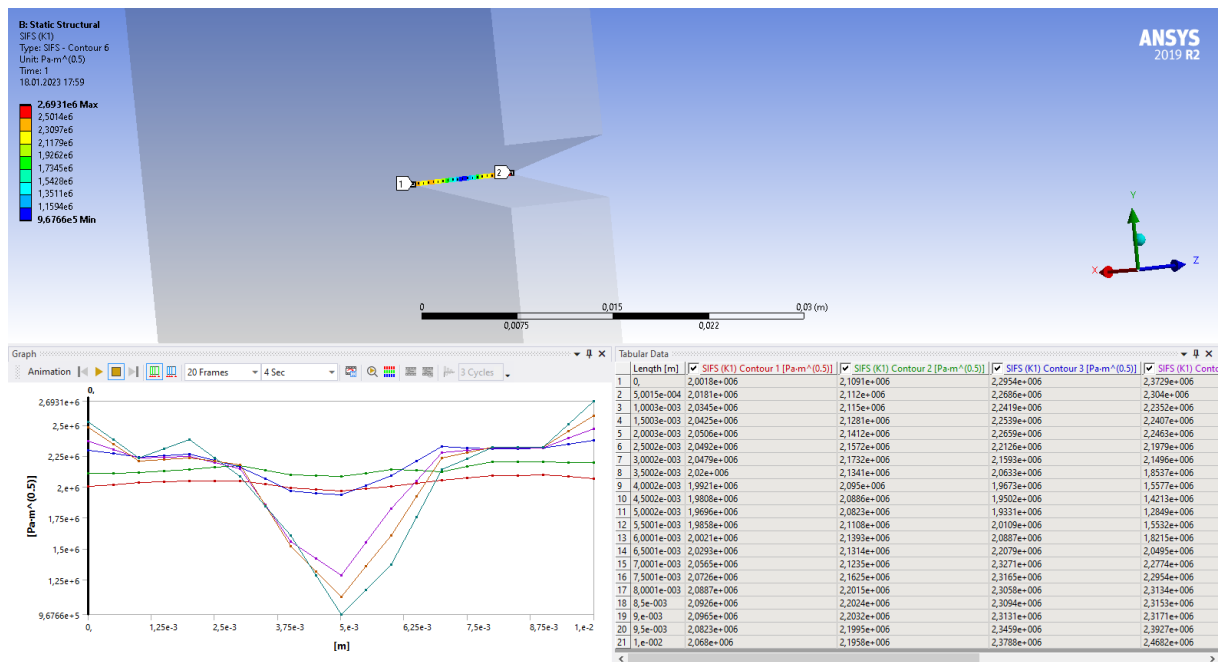 B: Static Structural
SIFS (K1)
Type: SIFS - Contour 6
Unit: Pa·m^(0.5)
Time: 1
18.01.2023 17:59
2,6931e6 Max
2,5014e6
2,3097e6
2,1179e6
1,9262e6
1,7345e6
1,5428e6
1,3511e6
1,1594e6
9,6766e5 Min
ANSYS
2019 R2
1
2
Y
X
Z
0
0,015
0,03 (m)
0,0075
0,022
Graph
Animation
20 Frames
4 Sec
3 Cycles
0,
2,6931e+6
2,5e+6
2,25e+6
2,e+6
1,75e+6
1,5e+6
1,25e+6
9,6766e+5
[Pa·m^(0.5)]
0, 1,25e-3 2,5e-3 3,75e-3 5,e-3 6,25e-3 7,5e-3 8,75e-3 1,e-2
[m]
Tabular Data
Length [m] SIFS (K1) Contour 1 [Pa·m^(0.5)] SIFS (K1) Contour 2 [Pa·m^(0.5)] SIFS (K1) Contour 3 [Pa·m^(0.5)] SIFS (K1) Conto
1 0, 2,0018e+006 2,1091e+006 2,2954e+006 2,3729e+006
2 5,0015e-004 2,0181e+006 2,112e+006 2,2686e+006 2,304e+006
3 1,0003e-003 2,0345e+006 2,115e+006 2,2419e+006 2,2352e+006
4 1,5003e-003 2,0425e+006 2,1281e+006 2,2539e+006 2,2407e+006
5 2,0003e-003 2,0506e+006 2,1412e+006 2,2659e+006 2,2463e+006
6 2,5002e-003 2,0492e+006 2,1572e+006 2,2126e+006 2,1979e+006
7 3,0002e-003 2,0479e+006 2,1732e+006 2,1593e+006 2,1496e+006
8 3,5002e-003 2,02e+006 2,1341e+006 2,0633e+006 1,8537e+006
9 4,0002e-003 1,9921e+006 2,095e+006 1,9673e+006 1,5577e+006
10 4,5002e-003 1,9808e+006 2,0886e+006 1,9502e+006 1,4213e+006
11 5,0002e-003 1,9696e+006 2,0823e+006 1,9331e+006 1,2849e+006
12 5,5001e-003 1,9858e+006 2,1108e+006 2,0109e+006 1,5532e+006
13 6,0001e-003 2,0021e+006 2,1393e+006 2,0887e+006 1,8215e+006
14 6,5001e-003 2,0293e+006 2,1314e+006 2,2079e+006 2,0495e+006
15 7,0001e-003 2,0565e+006 2,1235e+006 2,3271e+006 2,2774e+006
16 7,5001e-003 2,0726e+006 2,1625e+006 2,3165e+006 2,2954e+006
17 8,0001e-003 2,0887e+006 2,2015e+006 2,3058e+006 2,3134e+006
18 8,5e-003 2,0926e+006 2,2024e+006 2,3094e+006 2,3153e+006
19 9,e-003 2,0965e+006 2,2032e+006 2,3131e+006 2,3171e+006
20 9,5e-003 2,0823e+006 2,1995e+006 2,3459e+006 2,3927e+006
21 1,e-002 2,068e+006 2,1958e+006 2,3788e+006 2,4682e+006